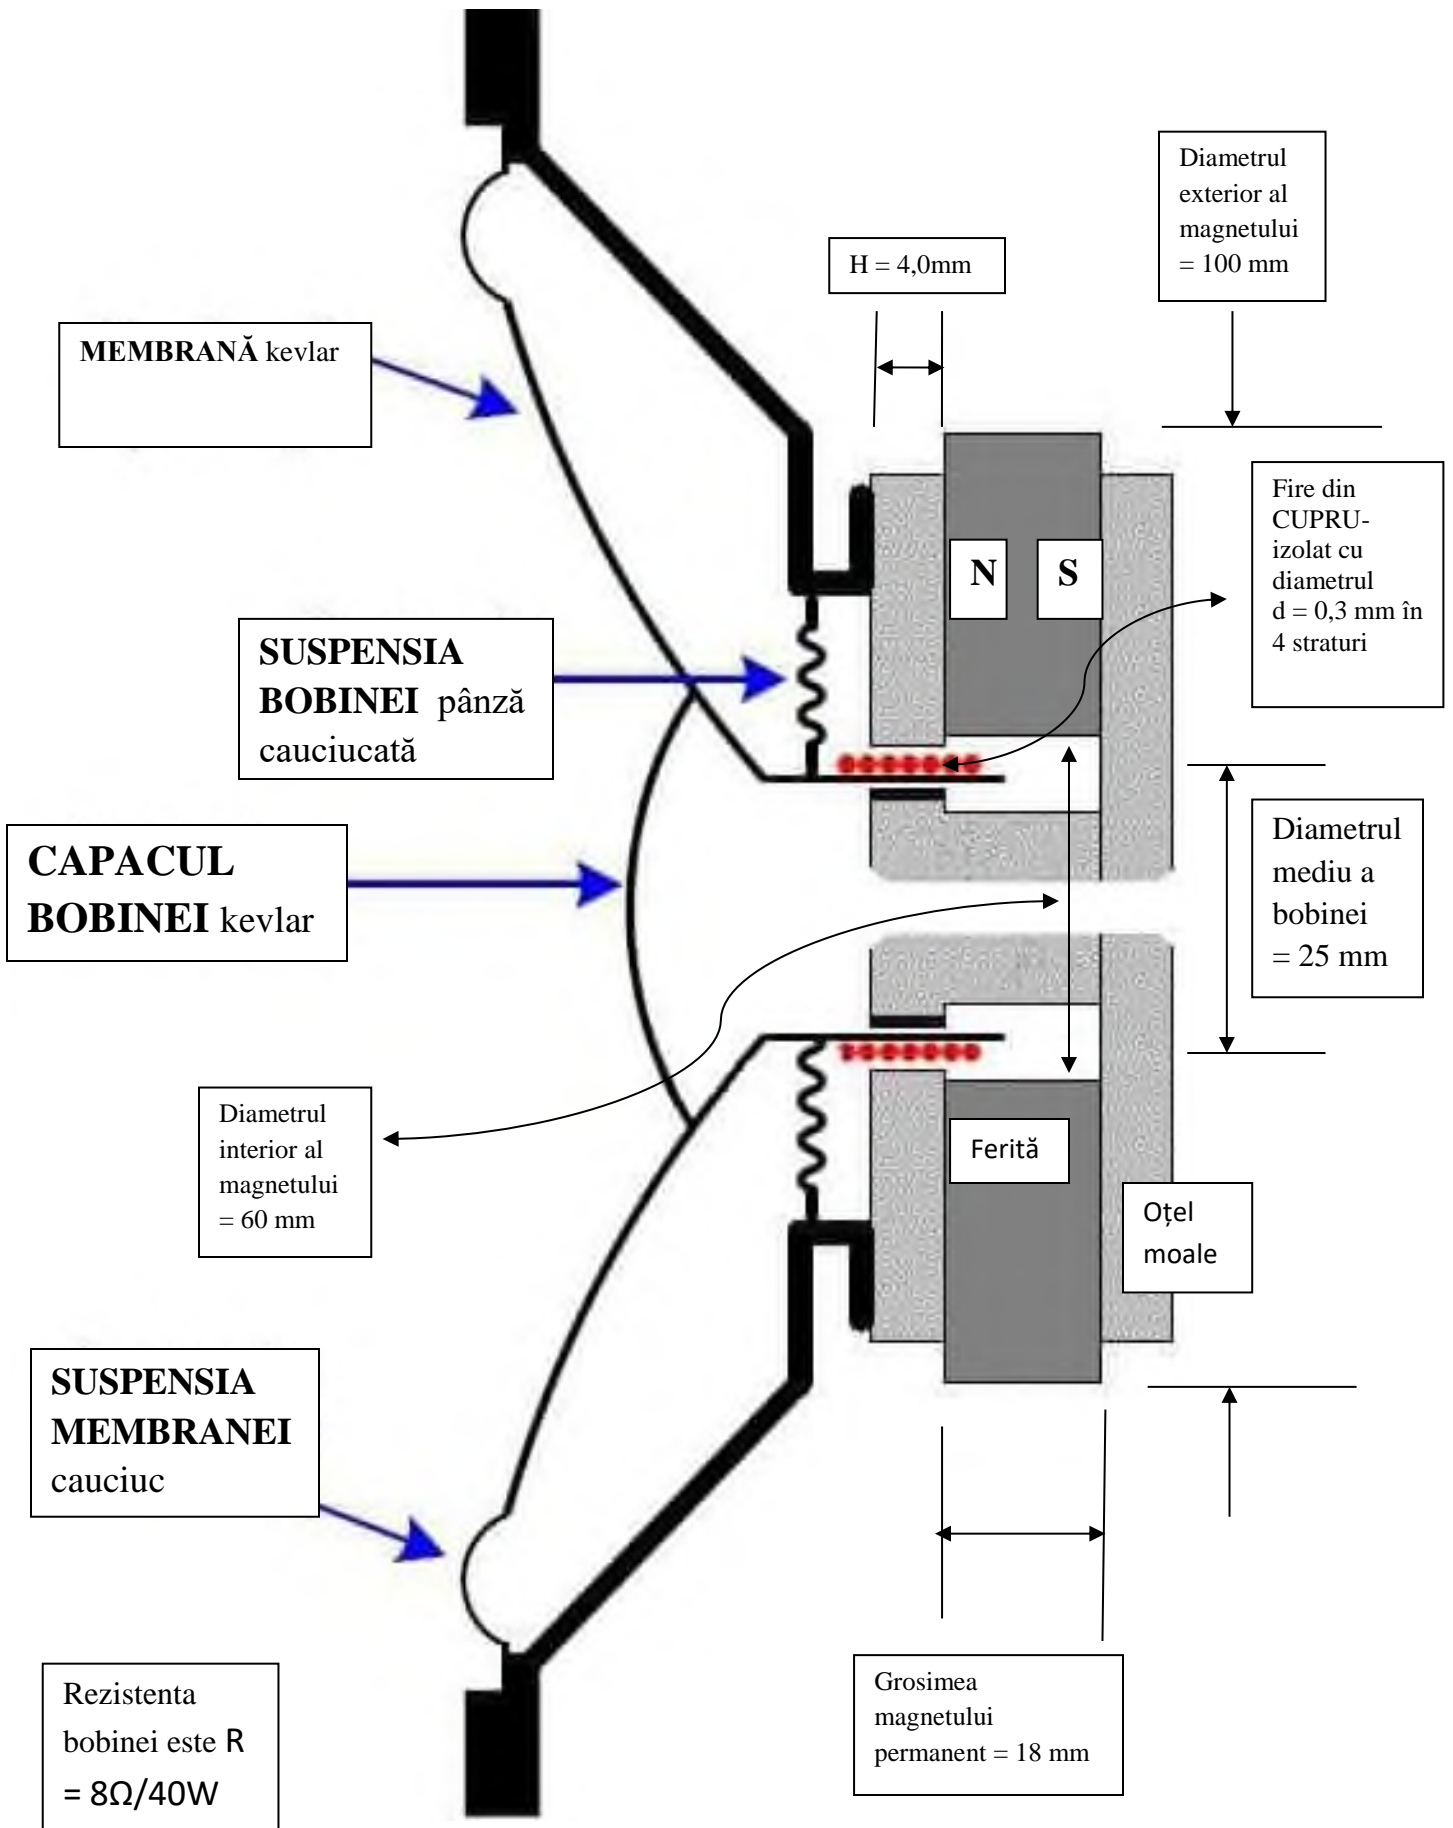 Diametrul
exterior al
magnetului
= 100 mm
H = 4,0mm
MEMBRANĂ kevlar
Fire din
CUPRU-
izolat cu
diametrul
d = 0,3 mm în
4 straturi
N
S
SUSPENSIA
BOBINEI pânză
cauciucată
CAPACUL
BOBINEI kevlar
Diametrul
mediu a
bobinei
= 25 mm
Diametrul
interior al
magnetului
= 60 mm
Ferită
Oțel
moale
SUSPENSIA
MEMBRANEI
cauciuc
Rezistenta
bobinei este R
= 8Ω/40W
Grosimea
magnetului
permanent = 18 mm